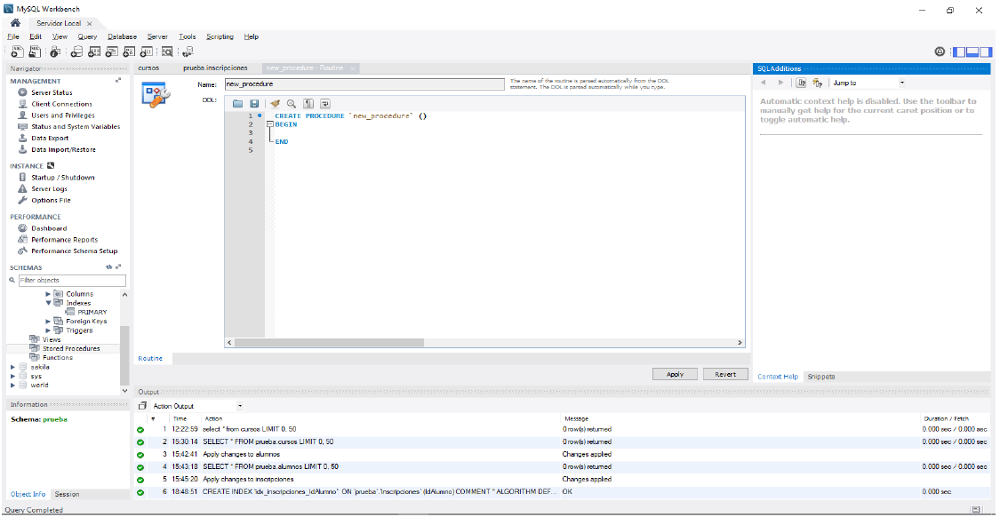 MySQL Workbench
Servidor Local ×
File Edit View Query Database Server Tools Scripting Help
Navigator
MANAGEMENT
Server Status
Client Connections
Users and Privileges
Status and System Variables
Data Export
Data Import/Restore
INSTANCE
Startup / Shutdown
Server Logs
Options File
PERFORMANCE
Dashboard
Performance Reports
Performance Schema Setup
SCHEMAS
Filter objects
Columns
Indexes
PRIMARY
Foreign Keys
Triggers
Views
Stored Procedures
Functions
sakila
sys
world
Information
Schema: prueba
Object Info Session
Query Completed
cursos prueba.inscripciones new_procedure - Routine ×
Name: new_procedure
The name of the routine is parsed automatically from the DDL
statement. The DDL is parsed automatically while you type.
DDL:
1 CREATE PROCEDURE `new_procedure` ()
2 BEGIN
3
4 END
5
Routine
Apply Revert
SQLAdditions
Jump to
Automatic context help is disabled. Use the toolbar to
manually get help for the current caret position or to
toggle automatic help.
Context Help Snippets
Output
Action Output
# Time Action Message Duration / Fetch
1 12:22:59 select * from cursos LIMIT 0, 50 0 row(s) returned 0.000 sec / 0.000 sec
2 15:30:14 SELECT * FROM prueba.cursos LIMIT 0, 50 0 row(s) returned 0.000 sec / 0.000 sec
3 15:42:41 Apply changes to alumnos Changes applied
4 15:43:18 SELECT * FROM prueba.alumnos LIMIT 0, 50 0 row(s) returned 0.000 sec / 0.000 sec
5 15:45:20 Apply changes to inscripciones Changes applied
6 18:48:51 CREATE INDEX `idx_inscripciones_IdAlumno` ON `prueba`.`inscripciones` (IdAlumno) COMMENT '' ALGORITHM DEF... OK 0.000 sec